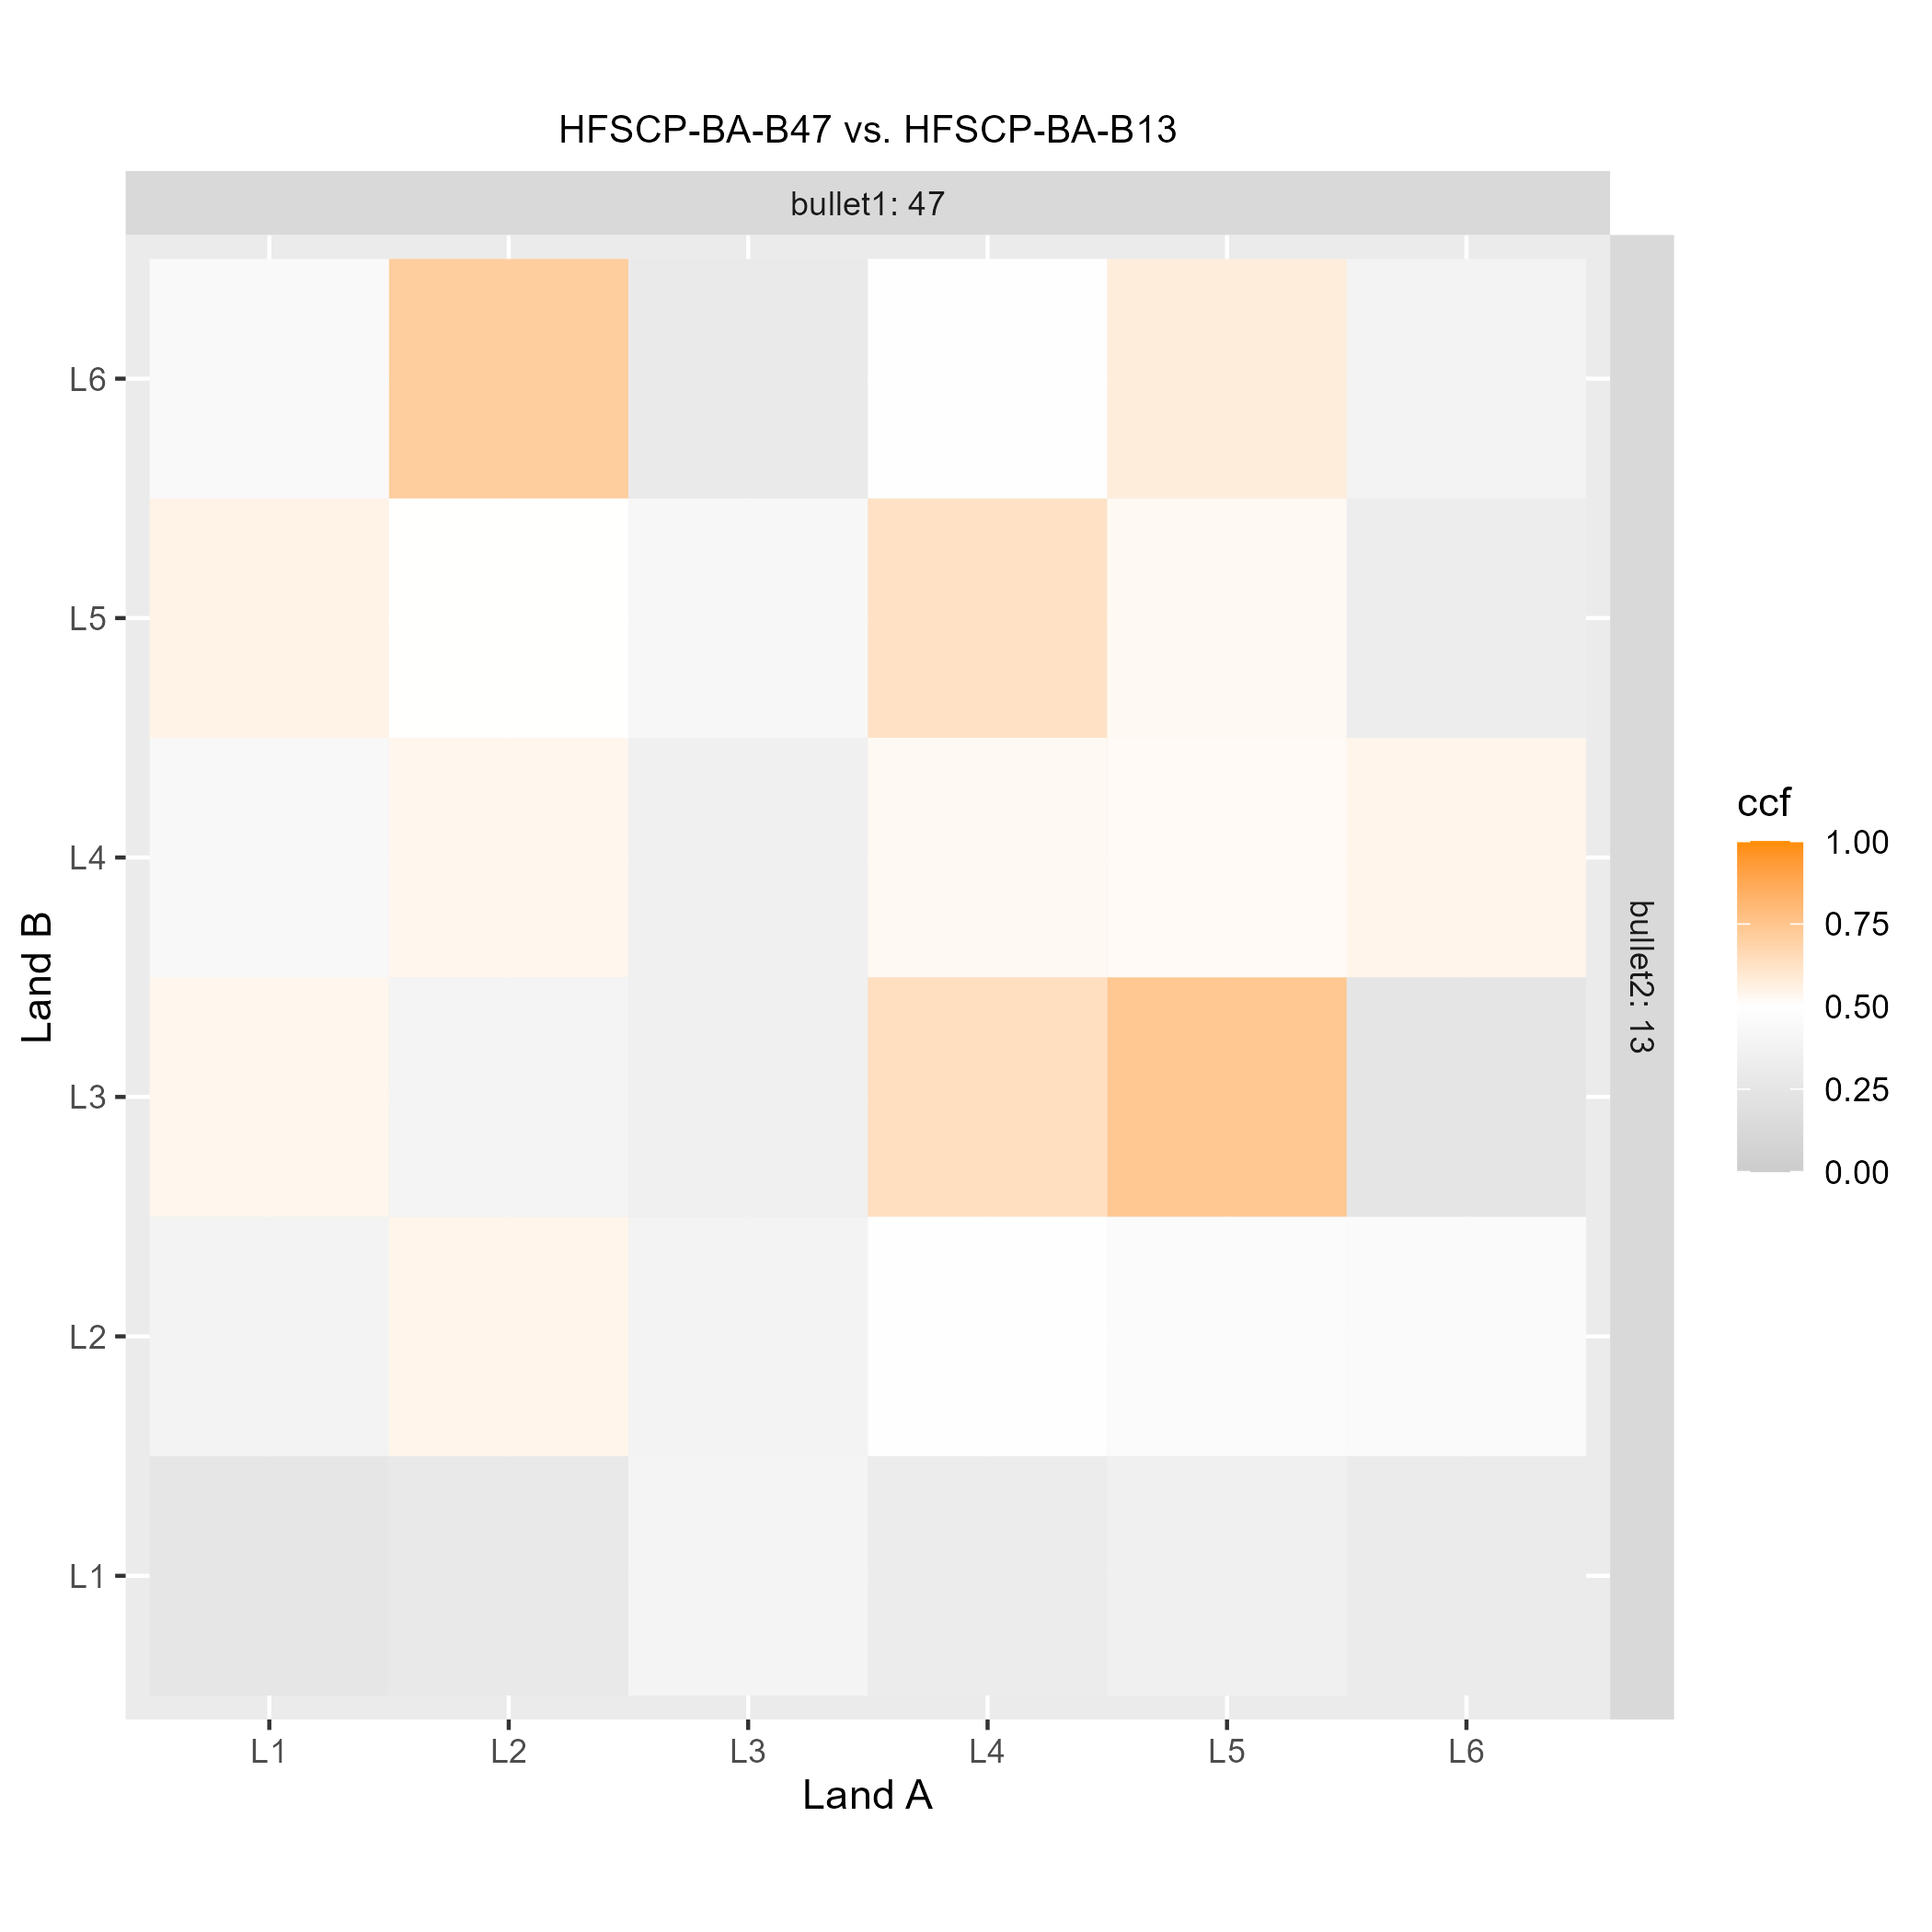 HFSCP-BA-B47 vs. HFSCP-BA-B13
bullet1: 47
L6
L5
L4
L3
L2
L1
Land B
bullet2: 13
L1 L2 L3 L4 L5 L6
Land A
ccf
1.00
0.75
0.50
0.25
0.00